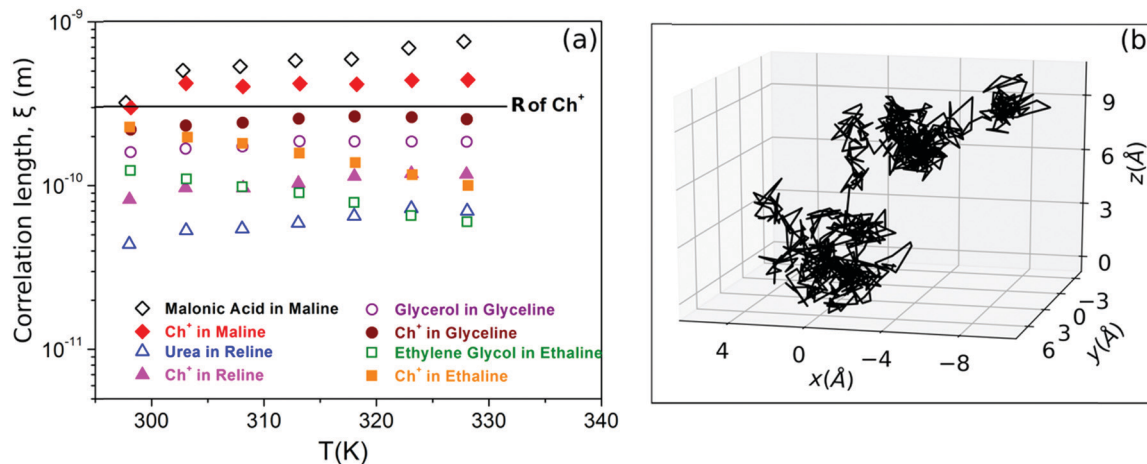 (a)
(b)
Correlation length, ξ (m)
10⁻⁹
10⁻¹⁰
10⁻¹¹
R of Ch⁺
Malonic Acid in Maline
Ch⁺ in Maline
Urea in Reline
Ch⁺ in Reline
Glycerol in Glyceline
Ch⁺ in Glyceline
Ethylene Glycol in Ethaline
Ch⁺ in Ethaline
300 310 320 330 340
T(K)
9
6
3
0
z(Å)
−3
0
3
6
y(Å)
4 0 −4 −8
x(Å)